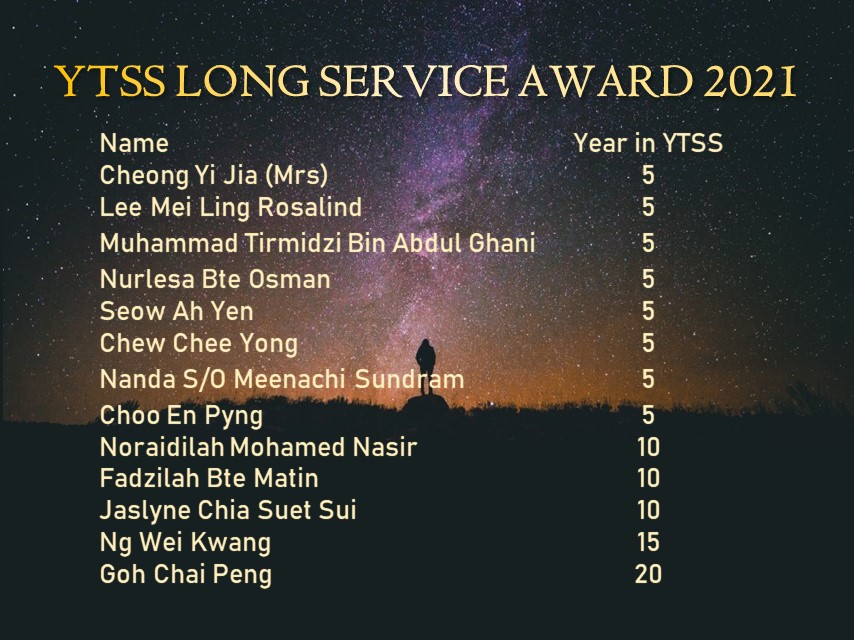 YTSS LONG SERVICE AWARD 2021
Name Year in YTSS
Cheong Yi Jia (Mrs) 5
Lee Mei Ling Rosalind 5
Muhammad Tirmidzi Bin Abdul Ghani 5
Nurlesa Bte Osman 5
Seow Ah Yen 5
Chew Chee Yong 5
Nanda S/O Meenachi Sundram 5
Choo En Pyng 5
Noraidilah Mohamed Nasir 10
Fadzilah Bte Matin 10
Jaslyne Chia Suet Sui 10
Ng Wei Kwang 15
Goh Chai Peng 20